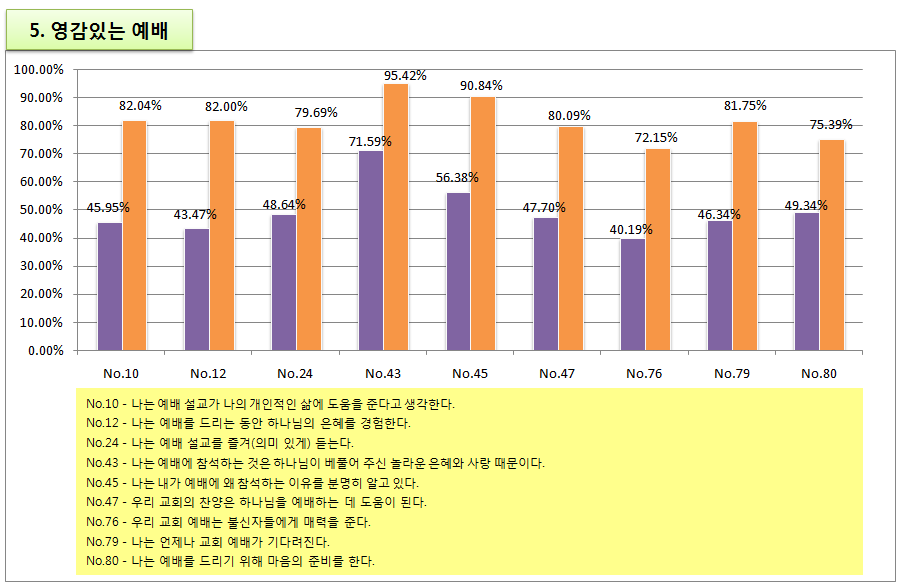 5. 영감있는 예배
100.00%
90.00%
80.00%
70.00%
60.00%
50.00%
40.00%
30.00%
20.00%
10.00%
0.00%
45.95% 82.04%
43.47% 82.00%
48.64% 79.69%
71.59% 95.42%
56.38% 90.84%
47.70% 80.09%
40.19% 72.15%
46.34% 81.75%
49.34% 75.39%
No.10 No.12 No.24 No.43 No.45 No.47 No.76 No.79 No.80
No.10 - 나는 예배 설교가 나의 개인적인 삶에 도움을 준다고 생각한다.
No.12 - 나는 예배를 드리는 동안 하나님의 은혜를 경험한다.
No.24 - 나는 예배 설교를 즐겨(의미 있게) 듣는다.
No.43 - 나는 예배에 참석하는 것은 하나님이 베풀어 주신 놀라운 은혜와 사랑 때문이다.
No.45 - 나는 내가 예배에 왜 참석하는 이유를 분명히 알고 있다.
No.47 - 우리 교회의 찬양은 하나님을 예배하는 데 도움이 된다.
No.76 - 우리 교회 예배는 불신자들에게 매력을 준다.
No.79 - 나는 언제나 교회 예배가 기다려진다.
No.80 - 나는 예배를 드리기 위해 마음의 준비를 한다.